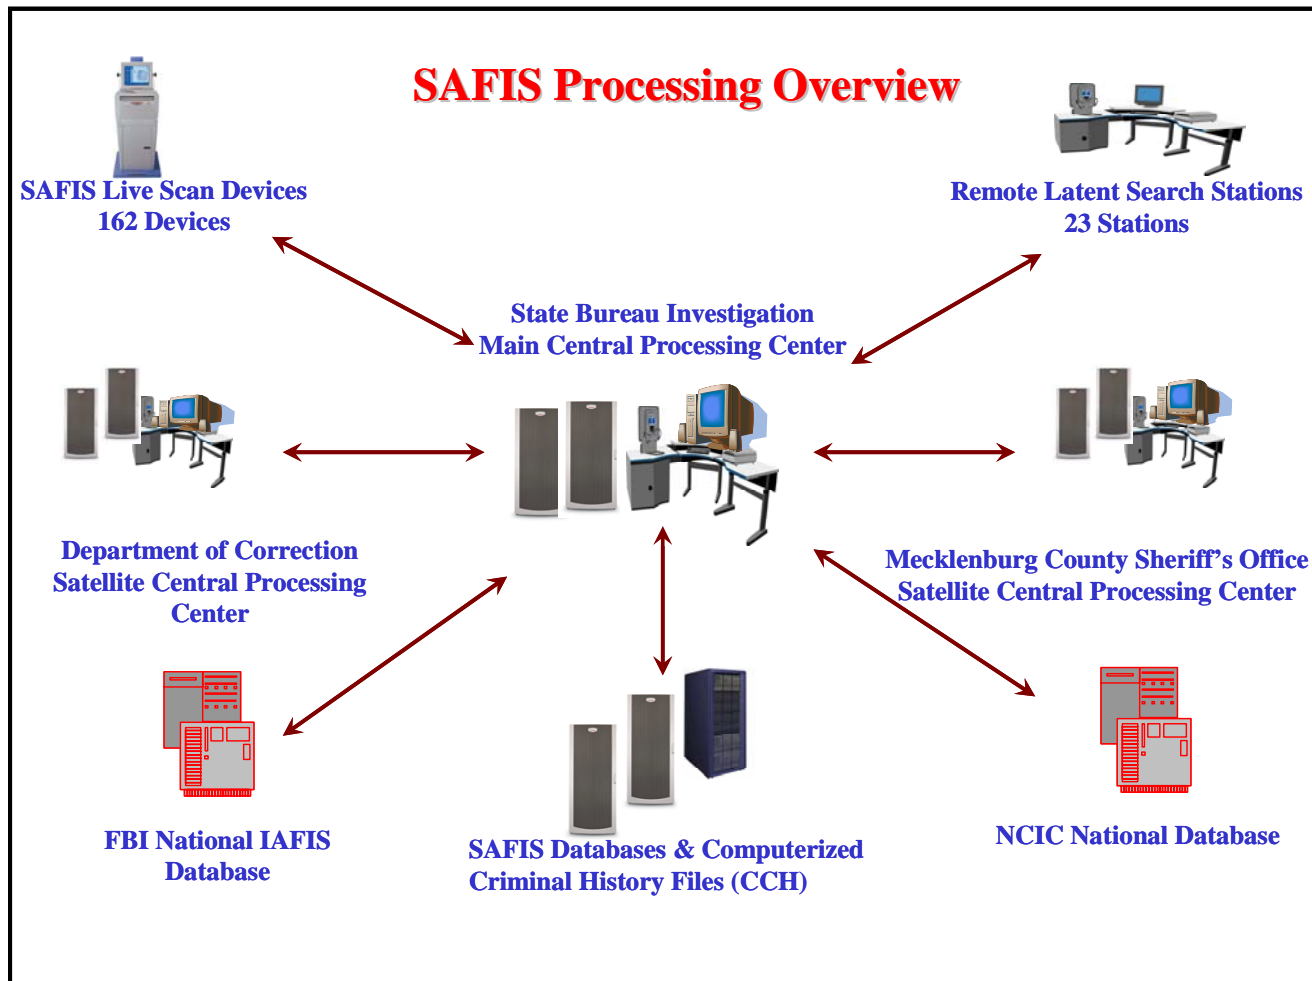 SAFIS Processing Overview
SAFIS Live Scan Devices
162 Devices
Remote Latent Search Stations
23 Stations
State Bureau Investigation
Main Central Processing Center
Department of Correction
Satellite Central Processing
Center
Mecklenburg County Sheriff's Office
Satellite Central Processing Center
FBI National IAFIS
Database
SAFIS Databases & Computerized
Criminal History Files (CCH)
NCIC National Database